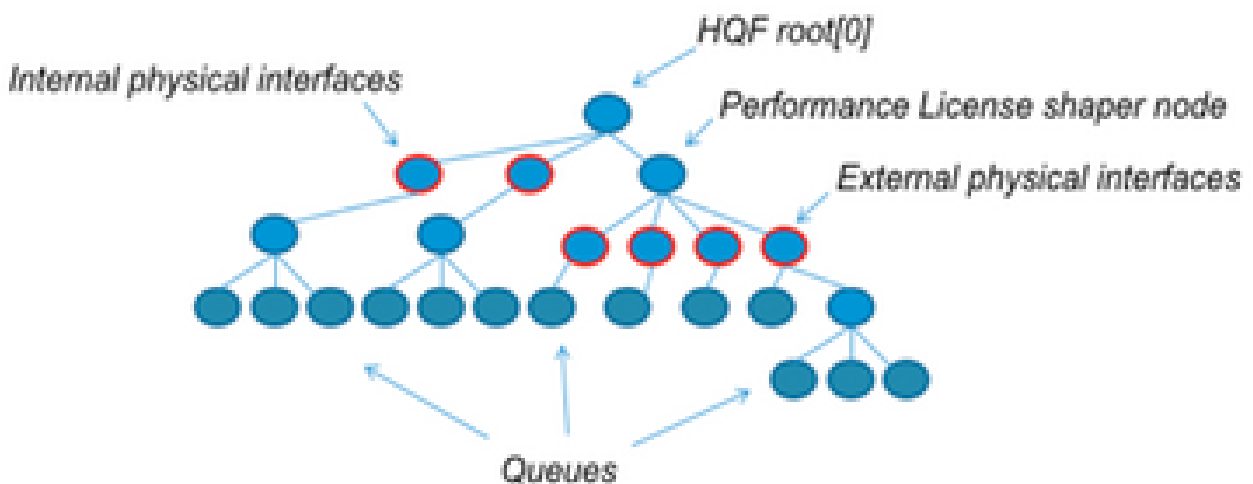 HQF root[0]
Internal physical interfaces
Performance License shaper node
External physical interfaces
Queues